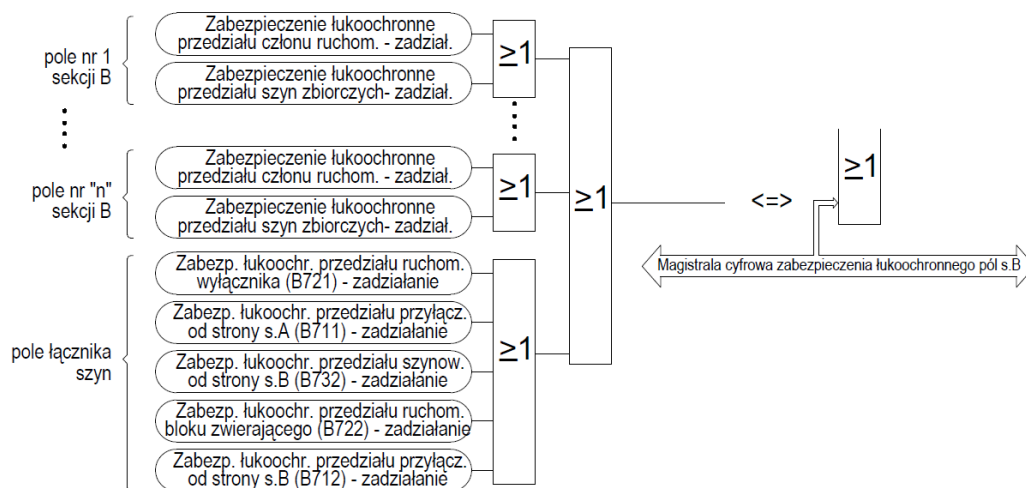 pole nr 1
sekcji B
Zabezpieczenie łukoochronne
przedziału członu ruchom. - zadział.
Zabezpieczenie łukoochronne
przedziału szyn zbiorczych- zadział.
≥1
pole nr "n"
sekcji B
Zabezpieczenie łukoochronne
przedziału członu ruchom. - zadział.
Zabezpieczenie łukoochronne
przedziału szyn zbiorczych- zadział.
≥1
≥1
<=>
≥1
Magistrala cyfrowa zabezpieczenia łukoochronnego pól s.B
pole łącznika
szyn
Zabezp. łukoochr. przedziału ruchom.
wyłącznika (B721) - zadziałanie
Zabezp. łukoochr. przedziału przyłącz.
od strony s.A (B711) - zadziałanie
Zabezp. łukoochr. przedziału szynow.
od strony s.B (B732) - zadziałanie
Zabezp. łukoochr. przedziału ruchom.
bloku zwierającego (B722) - zadziałanie
Zabezp. łukoochr. przedziału przyłącz.
od strony s.B (B712) - zadziałanie
≥1